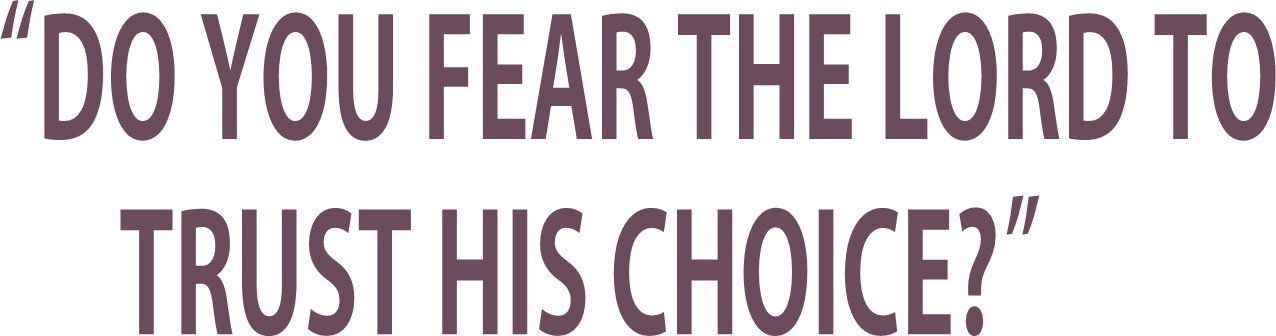 “DO YOU FEAR THE LORD TO
TRUST HIS CHOICE?”